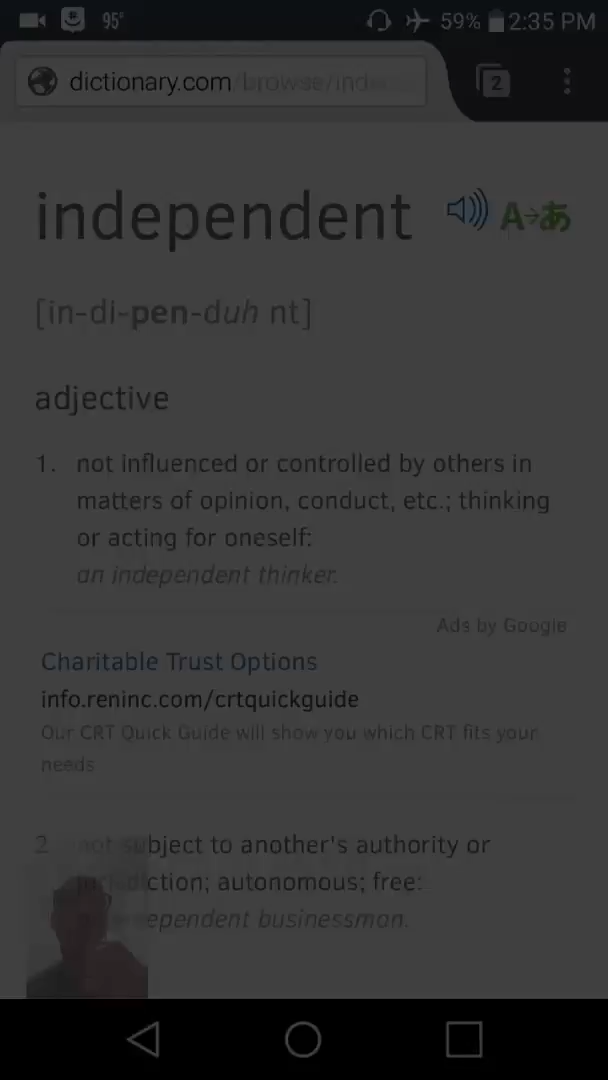 95° 59% 2:35 PM
dictionary.com/browse/inde
2
independent A→あ
[in-di-pen-duh nt]
adjective
1. not influenced or controlled by others in
matters of opinion, conduct, etc.; thinking
or acting for oneself:
an independent thinker.
Ads by Google
Charitable Trust Options
info.reninc.com/crtquickguide
Our CRT Quick Guide will show you which CRT fits your
needs
2. not subject to another's authority or
jurisdiction; autonomous; free:
independent businessman.